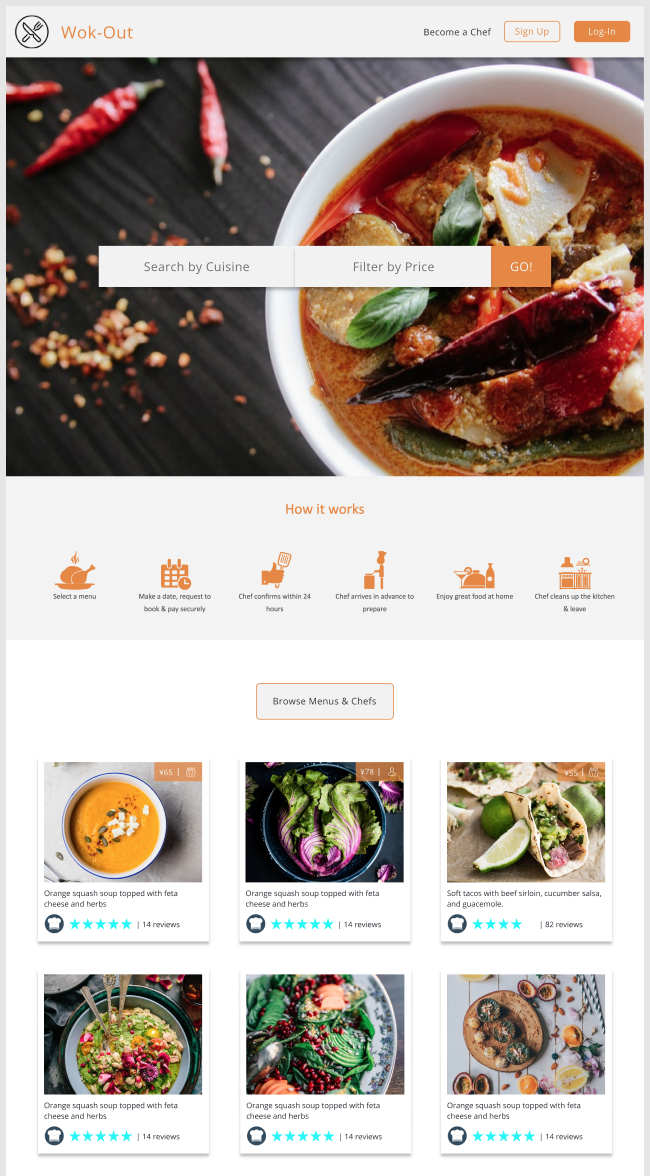 Wok-Out
Become a Chef
Sign Up
Log-In
Search by Cuisine
Filter by Price
GO!
How it works
Select a menu
Make a date, request to
book & pay securely
Chef confirms within 24
hours
Chef arrives in advance to
prepare
Enjoy great food at home
Chef cleans up the kitchen
& leave
Browse Menus & Chefs
¥65 |
Orange squash soup topped with feta
cheese and herbs
| 14 reviews
¥78 |
Orange squash soup topped with feta
cheese and herbs
| 14 reviews
¥55 |
Soft tacos with beef sirloin, cucumber salsa,
and guacemole.
| 82 reviews
Orange squash soup topped with feta
cheese and herbs
| 14 reviews
Orange squash soup topped with feta
cheese and herbs
| 14 reviews
Orange squash soup topped with feta
cheese and herbs
| 14 reviews